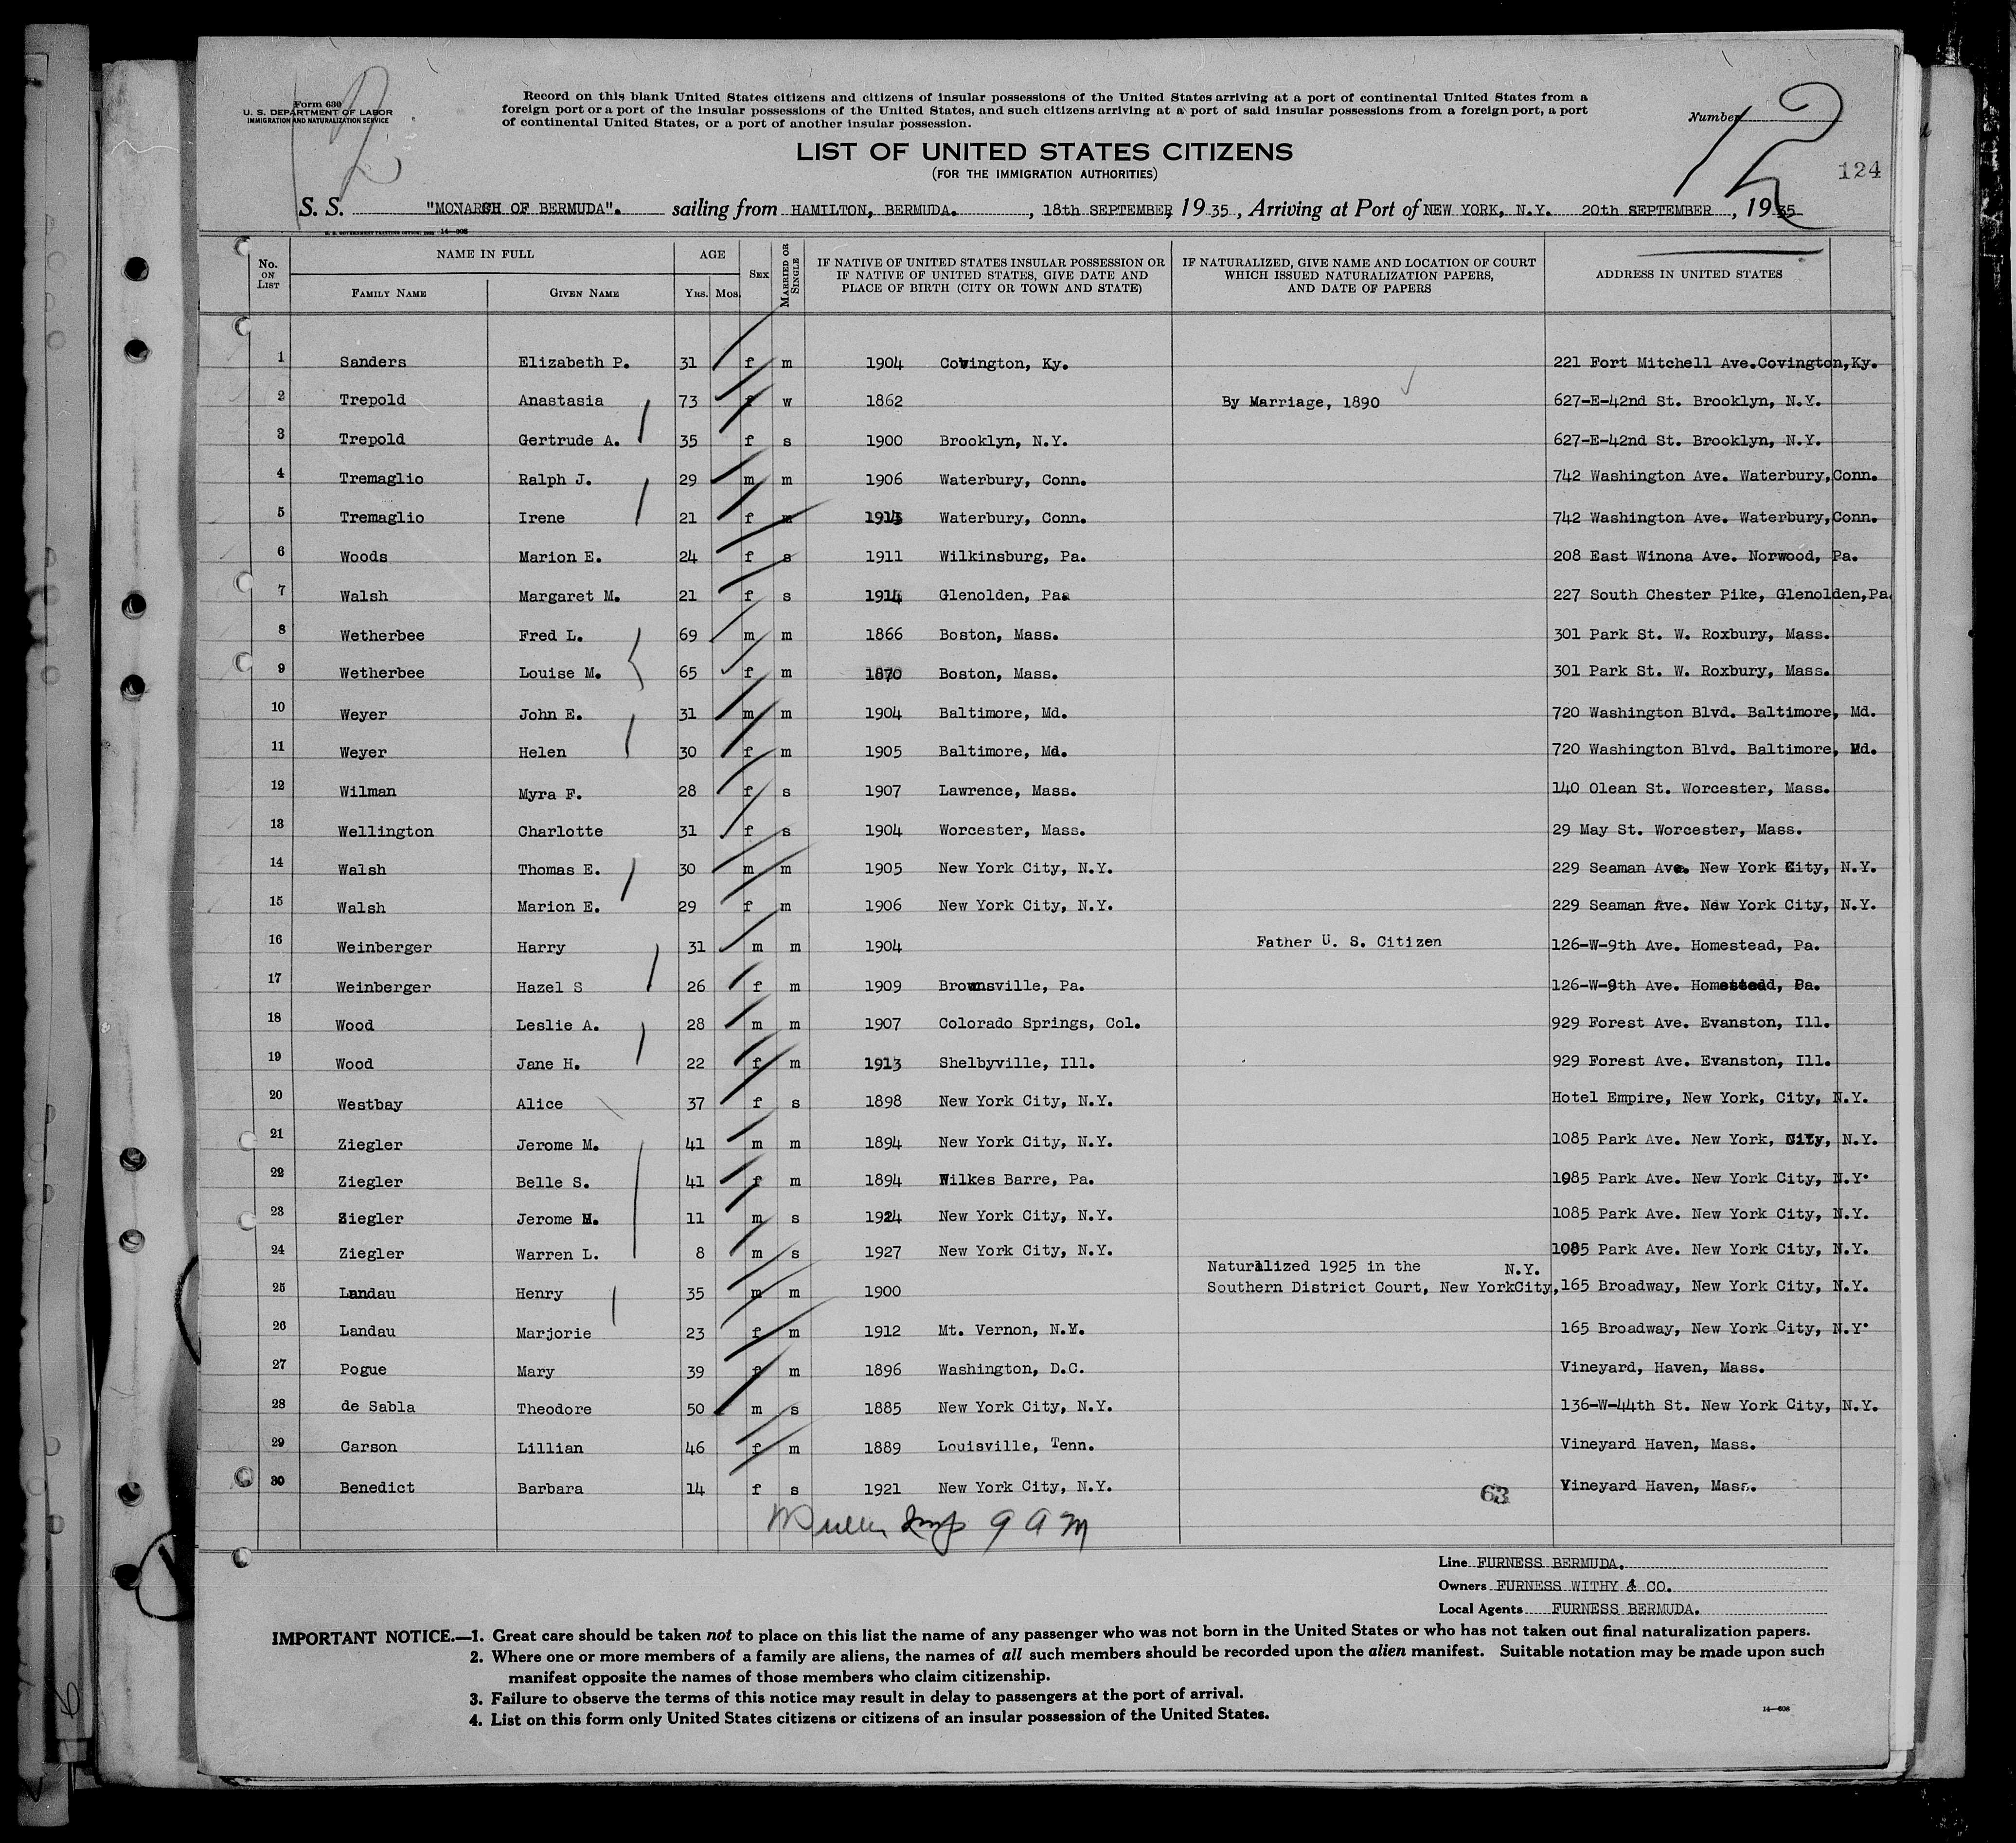 12
Form 630
U. S. DEPARTMENT OF LABOR
IMMIGRATION AND NATURALIZATION SERVICE
Record on this blank United States citizens and citizens of insular possessions of the United States arriving at a port of continental United States from a
foreign port or a port of the insular possessions of the United States, and such citizens arriving at a port of said insular possessions from a foreign port, a port
of continental United States, or a port of another insular possession.
Number 12
124
LIST OF UNITED STATES CITIZENS
(FOR THE IMMIGRATION AUTHORITIES)
S. S. "MONARCH OF BERMUDA". sailing from HAMILTON, BERMUDA. , 18th SEPTEMBER, 1935 , Arriving at Port of NEW YORK, N.Y. 20th SEPTEMBER , 1935
14-608
No. ON LIST NAME IN FULL AGE SEX MARRIED OR SINGLE IF NATIVE OF UNITED STATES INSULAR POSSESSION OR IF NATIVE OF UNITED STATES, GIVE DATE AND PLACE OF BIRTH (CITY OR TOWN AND STATE) IF NATURALIZED, GIVE NAME AND LOCATION OF COURT WHICH ISSUED NATURALIZATION PAPERS, AND DATE OF PAPERS ADDRESS IN UNITED STATES
FAMILY NAME GIVEN NAME YRS. MOS.
1 Sanders Elizabeth P. 31 f m 1904 Covington, Ky. 221 Fort Mitchell Ave.Covington,Ky.
2 Trepold Anastasia 73 f w 1862 By Marriage, 1890 627-E-42nd St. Brooklyn, N.Y.
3 Trepold Gertrude A. 35 f s 1900 Brooklyn, N.Y. 627-E-42nd St. Brooklyn, N.Y.
4 Tremaglio Ralph J. 29 m m 1906 Waterbury, Conn. 742 Washington Ave. Waterbury,Conn.
5 Tremaglio Irene 21 f m Waterbury, Conn. 742 Washington Ave. Waterbury,Conn.
6 Woods Marion E. 24 f s 1911 Wilkinsburg, Pa. 208 East Winona Ave. Norwood, Pa.
7 Walsh Margaret M. 21 f s 1914 Glenolden, Pa. 227 South Chester Pike, Glenolden,Pa.
8 Wetherbee Fred L. 69 m m 1866 Boston, Mass. 301 Park St. W. Roxbury, Mass.
9 Wetherbee Louise M. 65 f m 1870 Boston, Mass. 301 Park St. W. Roxbury, Mass.
10 Weyer John E. 31 m m 1904 Baltimore, Md. 720 Washington Blvd. Baltimore, Md.
11 Weyer Helen 30 f m 1905 Baltimore, Md. 720 Washington Blvd. Baltimore, Md.
12 Wilman Myra F. 28 f s 1907 Lawrence, Mass. 140 Olean St. Worcester, Mass.
13 Wellington Charlotte 31 f s 1904 Worcester, Mass. 29 May St. Worcester, Mass.
14 Walsh Thomas E. 30 m m 1905 New York City, N.Y. 229 Seaman Ave. New York City, N.Y.
15 Walsh Marion E. 29 f m 1906 New York City, N.Y. 229 Seaman Ave. New York City, N.Y.
16 Weinberger Harry 31 m m 1904 Father U. S. Citizen 126-W-9th Ave. Homestead, Pa.
17 Weinberger Hazel S 26 f m 1909 Brownsville, Pa. 126-W-9th Ave. Homestead, Pa.
18 Wood Leslie A. 28 m m 1907 Colorado Springs, Col. 929 Forest Ave. Evanston, Ill.
19 Wood Jane H. 22 f m 1913 Shelbyville, Ill. 929 Forest Ave. Evanston, Ill.
20 Westbay Alice 37 f s 1898 New York City, N.Y. Hotel Empire, New York, City, N.Y.
21 Ziegler Jerome M. 41 m m 1894 New York City, N.Y. 1085 Park Ave. New York, City, N.Y.
22 Ziegler Belle S. 41 f m 1894 Wilkes Barre, Pa. 1085 Park Ave. New York City, N.Y.
23 Ziegler Jerome 11 m s 1924 New York City, N.Y. 1085 Park Ave. New York City, N.Y.
24 Ziegler Warren L. 8 m s 1927 New York City, N.Y. 1085 Park Ave. New York City, N.Y.
25 Landau Henry 35 m m 1900 Naturalized 1925 in the Southern District Court, New YorkCity, N.Y. 165 Broadway, New York City, N.Y.
26 Landau Marjorie 23 f m 1912 Mt. Vernon, N.Y. 165 Broadway, New York City, N.Y.
27 Pogue Mary 39 f m 1896 Washington, D.C. Vineyard, Haven, Mass.
28 de Sabla Theodore 50 m s 1885 New York City, N.Y. 136-W-44th St. New York City, N.Y.
29 Carson Lillian 46 f m 1889 Louisville, Tenn. Vineyard Haven, Mass.
30 Benedict Barbara 14 f s 1921 New York City, N.Y. Vineyard Haven, Mass.
63
Insp 9 AM
Line FURNESS BERMUDA.
Owners FURNESS WITHY & CO.
Local Agents FURNESS BERMUDA.
IMPORTANT NOTICE.—1. Great care should be taken not to place on this list the name of any passenger who was not born in the United States or who has not taken out final naturalization papers.
2. Where one or more members of a family are aliens, the names of all such members should be recorded upon the alien manifest. Suitable notation may be made upon such
manifest opposite the names of those members who claim citizenship.
3. Failure to observe the terms of this notice may result in delay to passengers at the port of arrival.
4. List on this form only United States citizens or citizens of an insular possession of the United States.
14-608